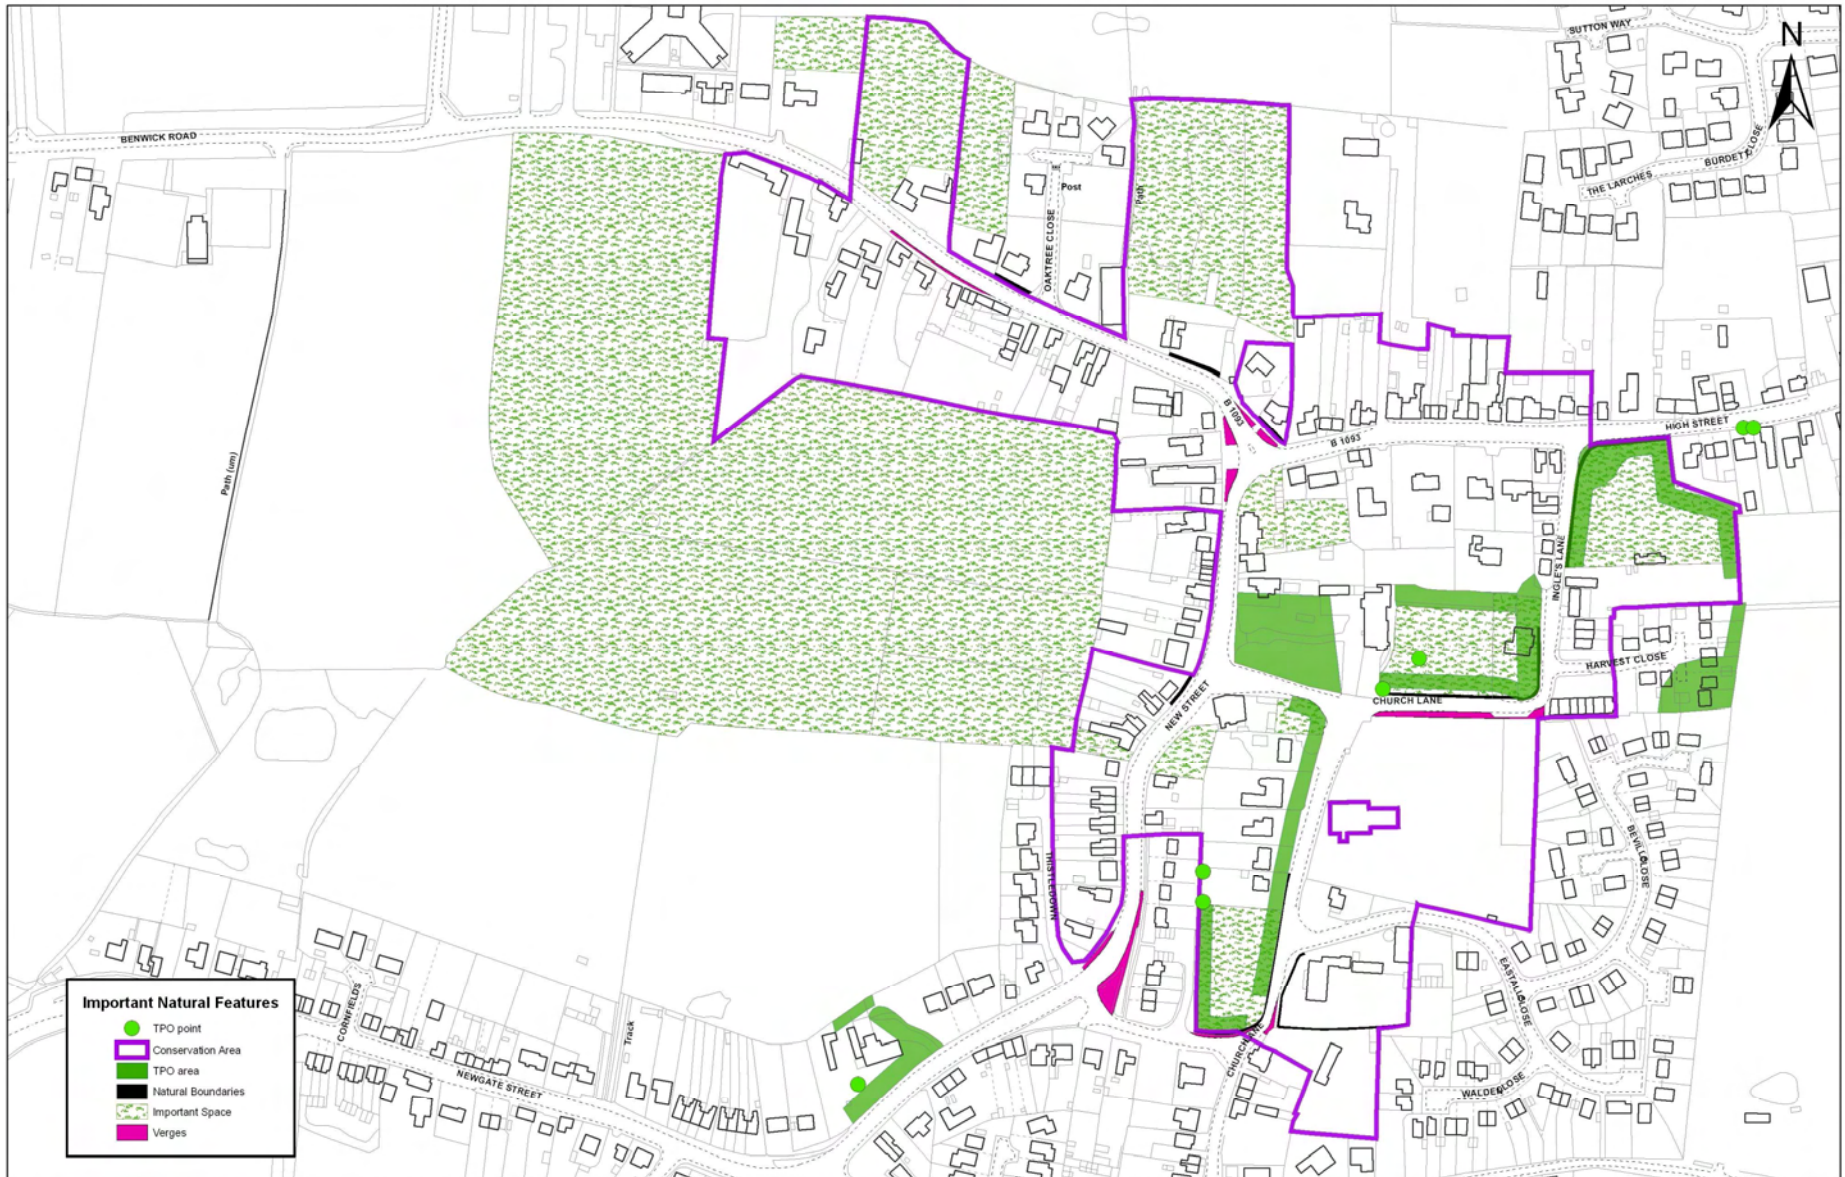 SUTTON WAY
N
BENWICK ROAD
BURDETT CLOSE
THE LARCHES
Post
Path
OAKTREE CLOSE
B 1093
B 1093
HIGH STREET
Path (um)
INGLE'S LANE
HARVEST CLOSE
NEW STREET
CHURCH LANE
BEVILL CLOSE
THISTLEDOWN
EASTALL CLOSE
CORNFIELDS
Track
CHURCH LANE
NEWGATE STREET
WALDEN CLOSE
Important Natural Features
TPO point
Conservation Area
TPO area
Natural Boundaries
Important Space
Verges